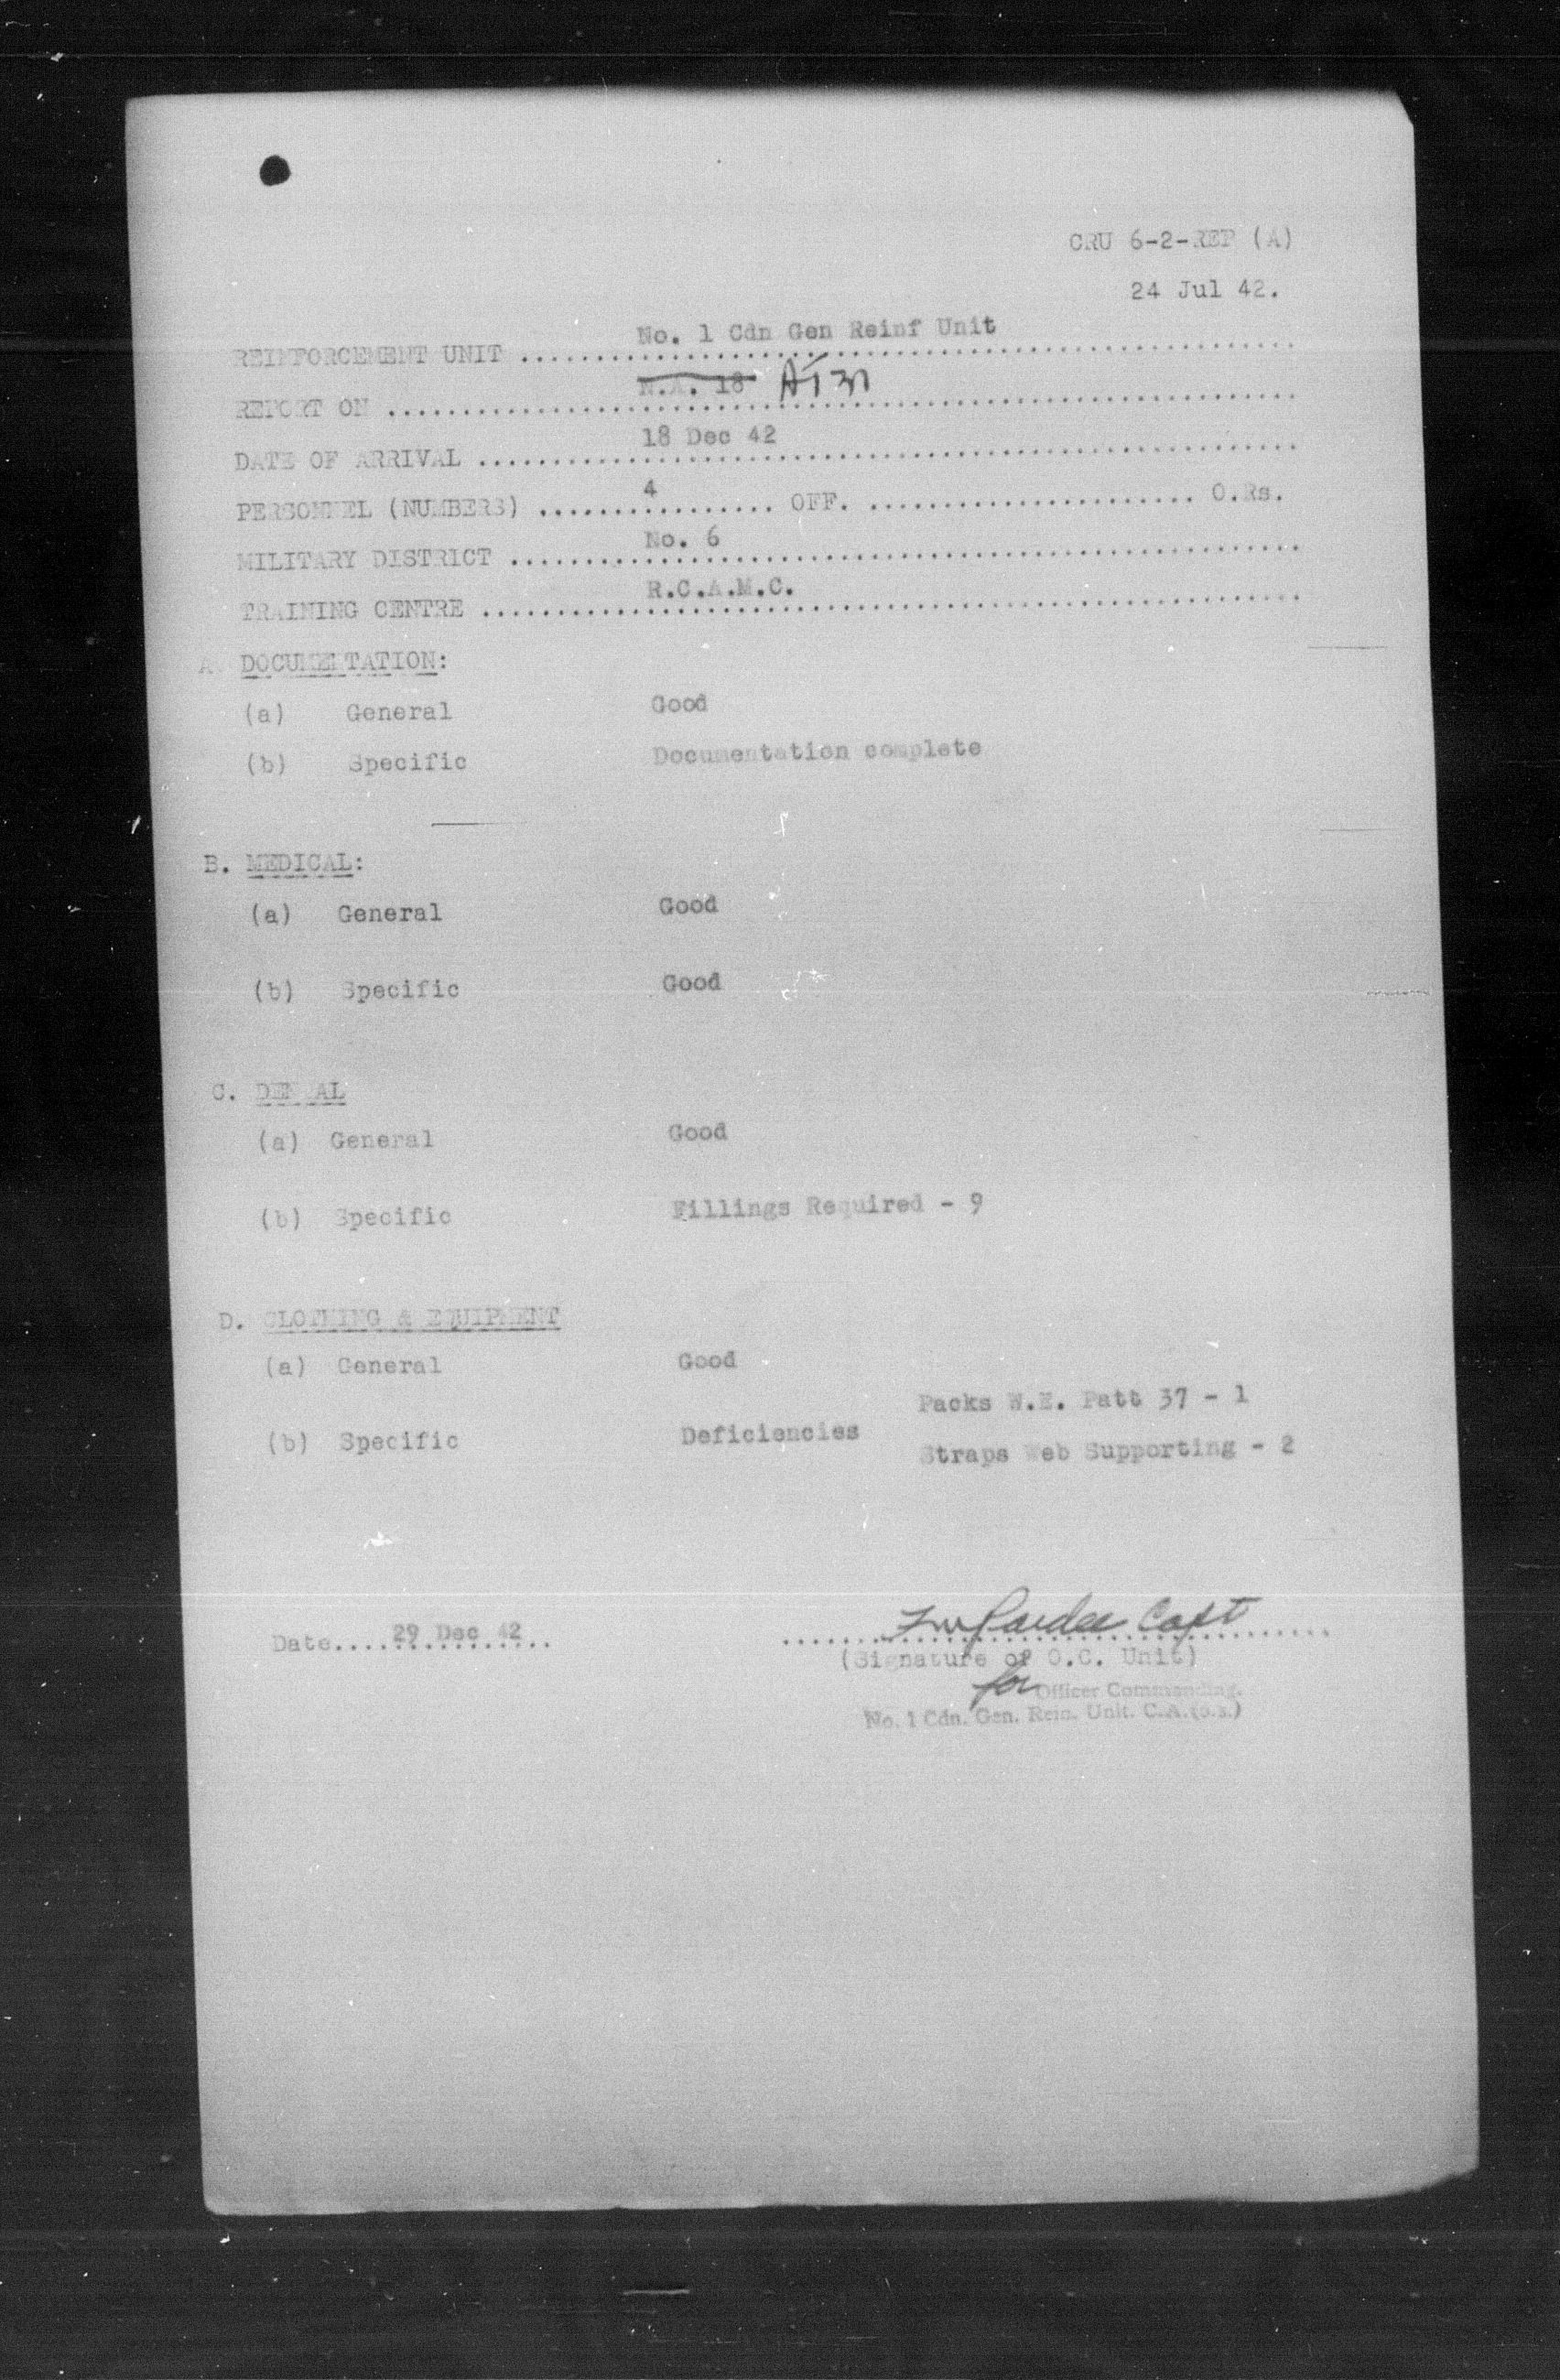 CRU 6-2-REP (A)
24 Jul 42.
REINFORCEMENT UNIT ..... No. 1 Cdn Gen Reinf Unit
REPORT ON ..... N.A. 18
DATE OF ARRIVAL ..... 18 Dec 42
PERSONNEL (NUMBERS) ..... 4 ..... OFF. ..... O.Rs.
MILITARY DISTRICT ..... No. 6
TRAINING CENTRE ..... R.C.A.M.C.
A. DOCUMENTATION:
(a) General Good
(b) Specific Documentation complete
B. MEDICAL:
(a) General Good
(b) Specific Good
C. DENTAL
(a) General Good
(b) Specific Fillings Required - 9
D. CLOTHING & EQUIPMENT
(a) General Good
Packs W.E. Patt 37 - 1
(b) Specific Deficiencies
Straps Web Supporting - 2
Date..... 29 Dec 42 ..... Capt
(Signature of O.C. Unit)
for Officer Commanding.
No. 1 Cdn. Gen. Rein. Unit. C.A.(O.S.)